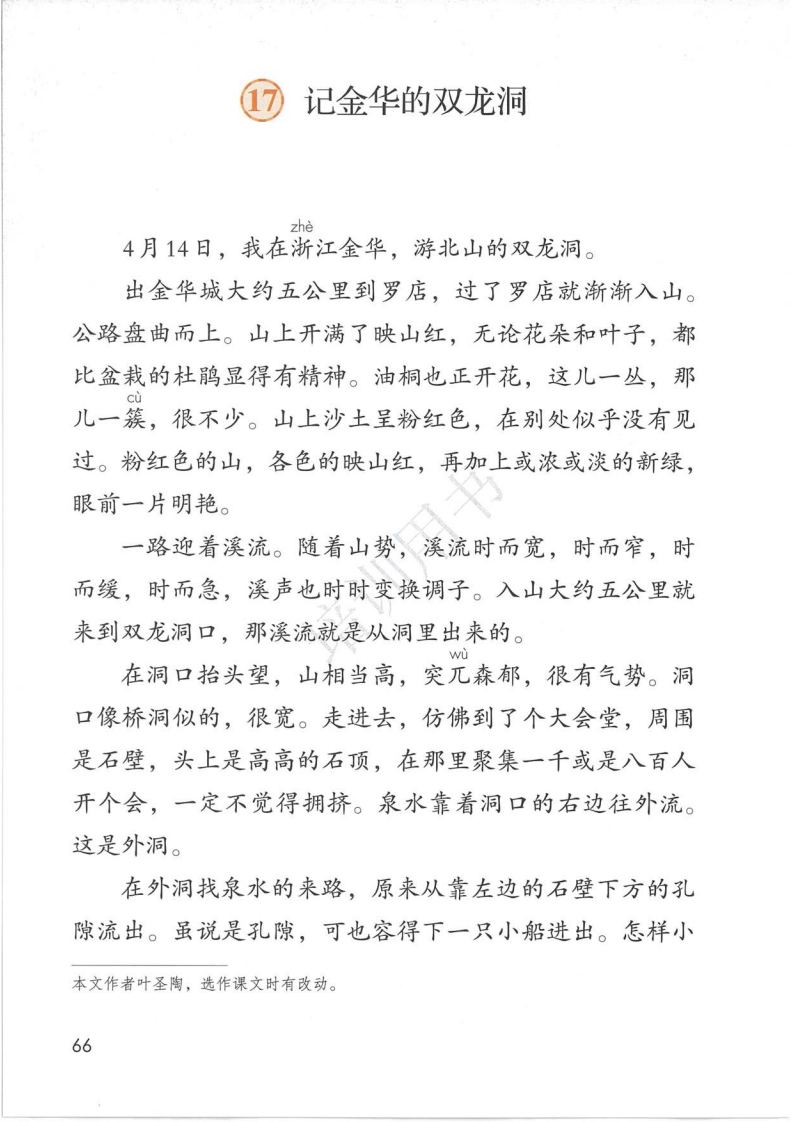 17 记金华的双龙洞
zhè
4月14日，我在浙江金华，游北山的双龙洞。
出金华城大约五公里到罗店，过了罗店就渐渐入山。
公路盘曲而上。山上开满了映山红，无论花朵和叶子，都
比盆栽的杜鹃显得有精神。油桐也正开花，这儿一丛，那
cù
儿一簇，很不少。山上沙土呈粉红色，在别处似乎没有见
过。粉红色的山，各色的映山红，再加上或浓或淡的新绿，
眼前一片明艳。
一路迎着溪流。随着山势，溪流时而宽，时而窄，时
而缓，时而急，溪声也时时变换调子。入山大约五公里就
来到双龙洞口，那溪流就是从洞里出来的。
wù
在洞口抬头望，山相当高，突兀森郁，很有气势。洞
口像桥洞似的，很宽。走进去，仿佛到了个大会堂，周围
是石壁，头上是高高的石顶，在那里聚集一千或是八百人
开个会，一定不觉得拥挤。泉水靠着洞口的右边往外流。
这是外洞。
在外洞找泉水的来路，原来从靠左边的石壁下方的孔
隙流出。虽说是孔隙，可也容得下一只小船进出。怎样小
本文作者叶圣陶，选作课文时有改动。
66
培训用书